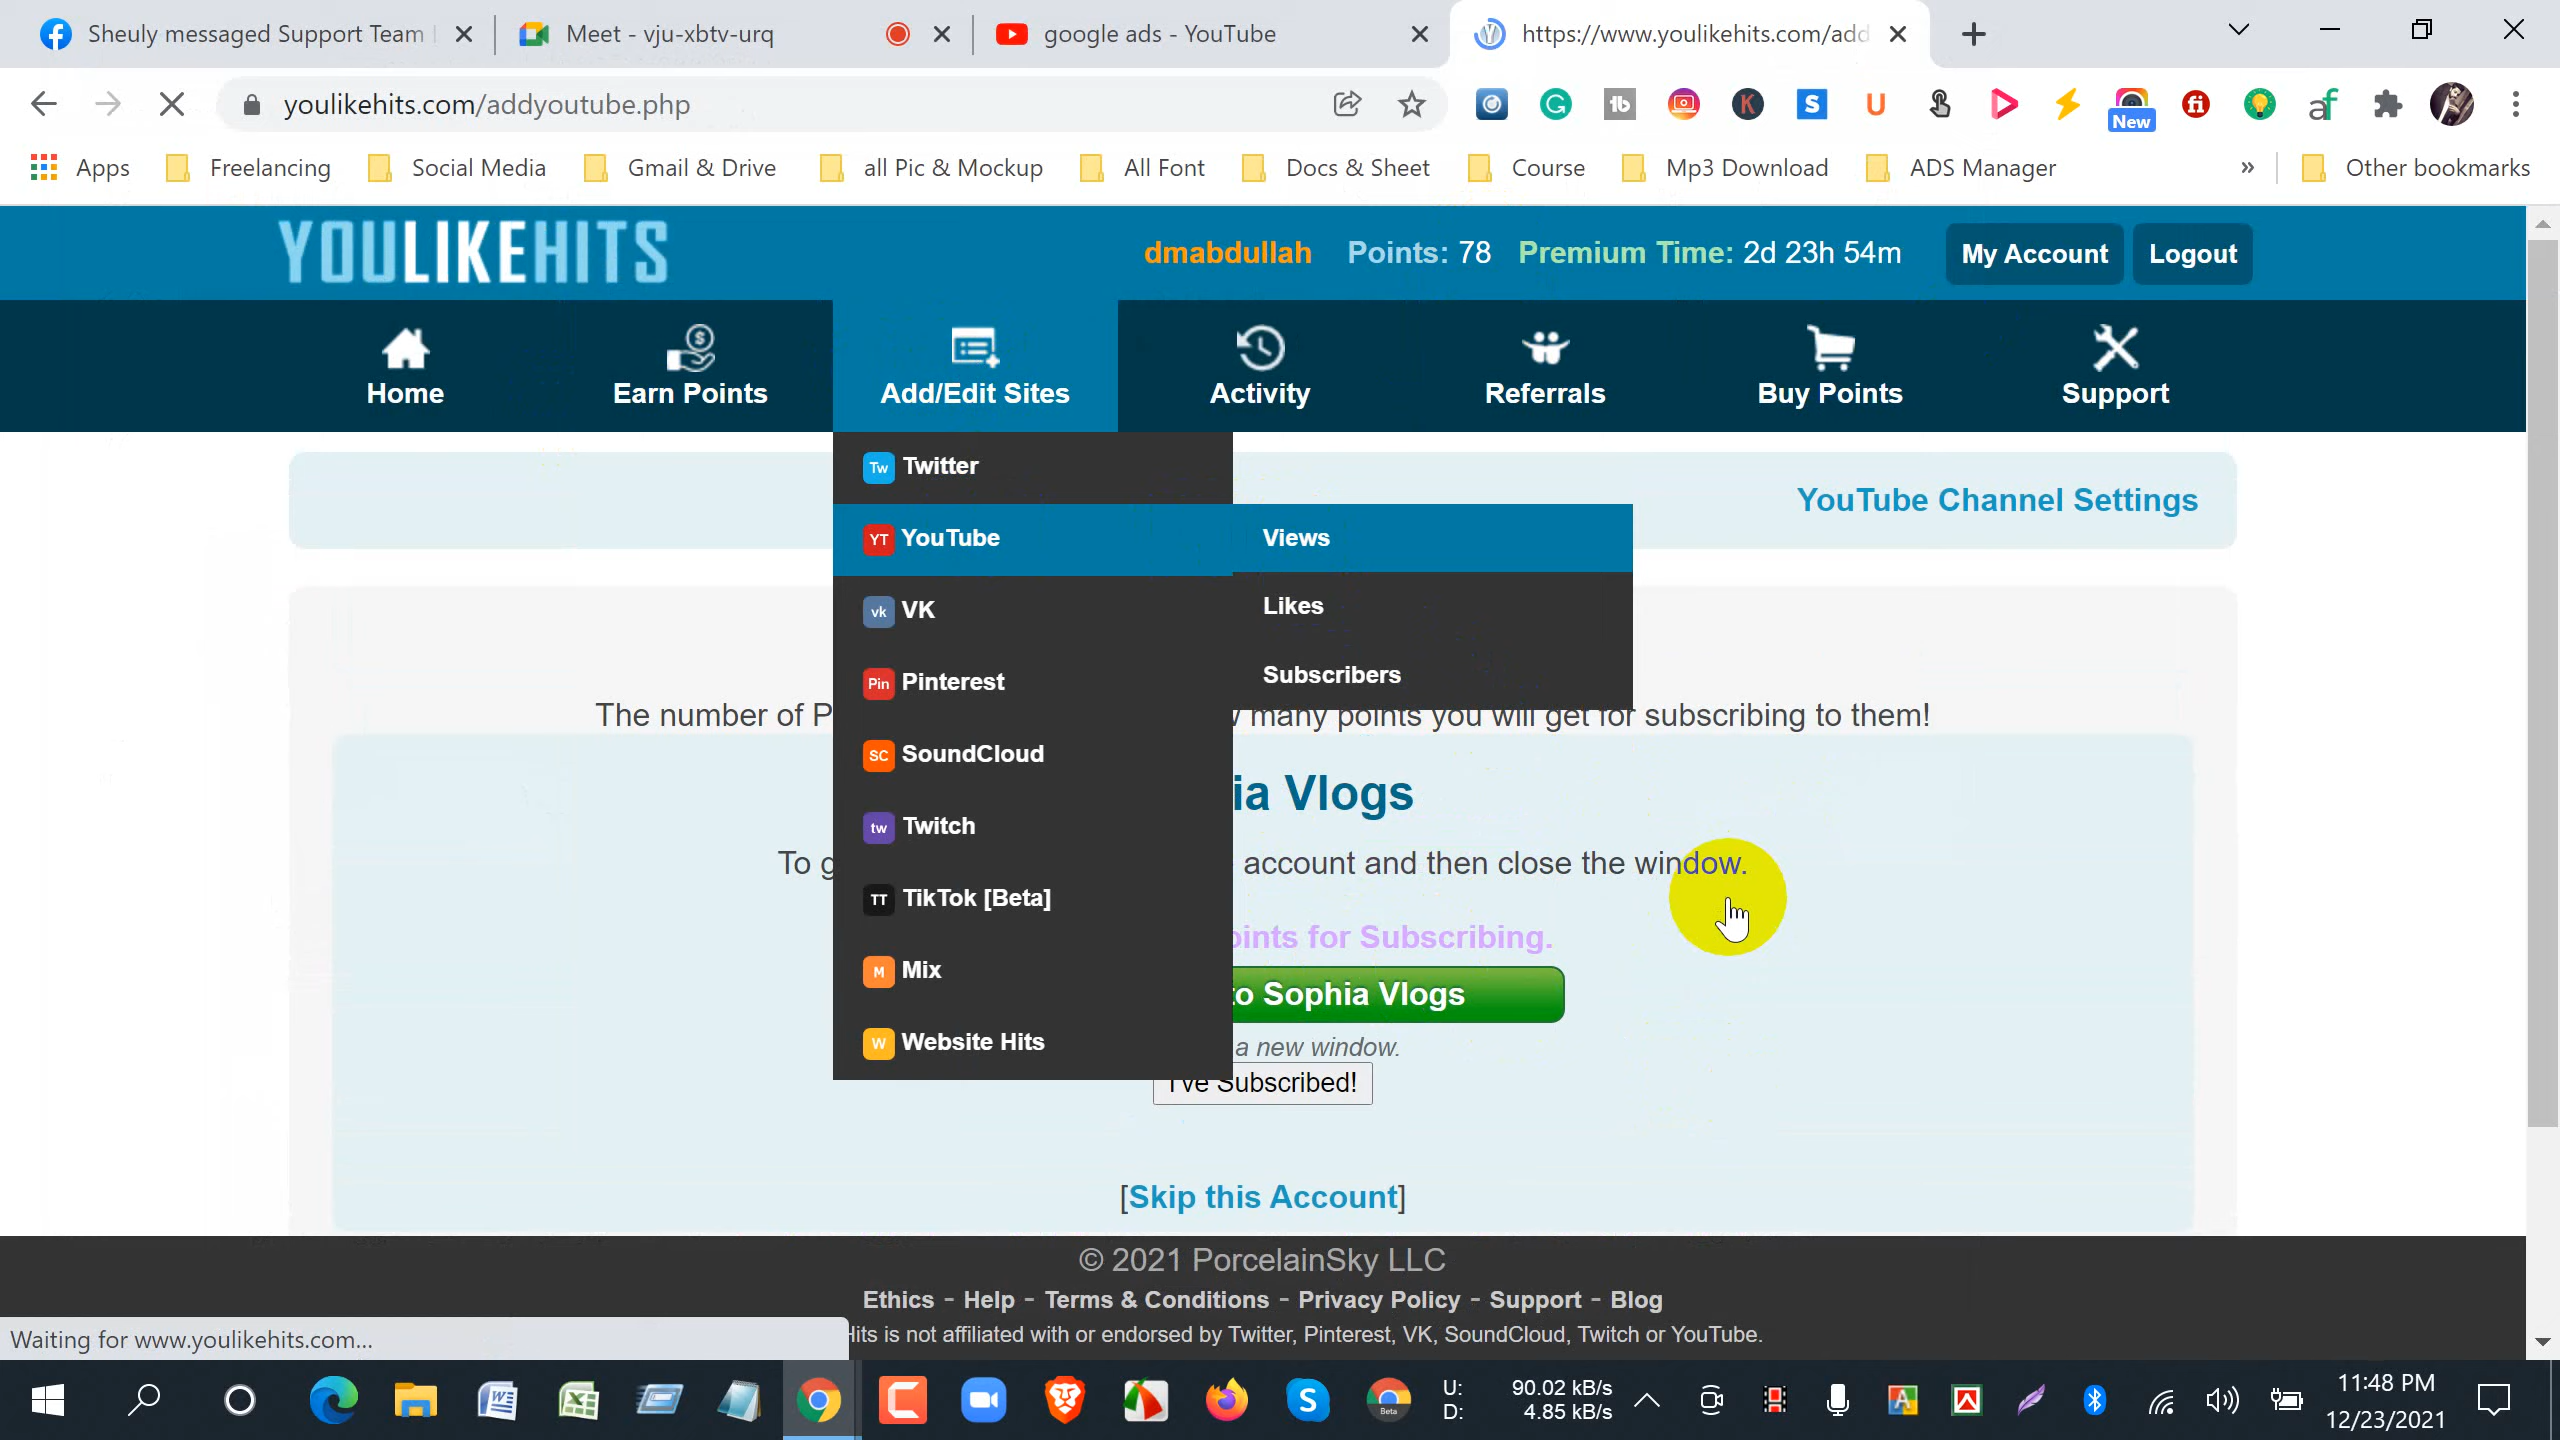 Sheuly messaged Support Team
Meet - vju-xbtv-urq
google ads - YouTube
https://www.youlikehits.com/add
youlikehits.com/addyoutube.php
New
Apps
Freelancing
Social Media
Gmail & Drive
all Pic & Mockup
All Font
Docs & Sheet
Course
Mp3 Download
ADS Manager
»
Other bookmarks
YOULIKEHITS
dmabdullah Points: 78 Premium Time: 2d 23h 54m
My Account
Logout
Home
Earn Points
Add/Edit Sites
Activity
Referrals
Buy Points
Support
Tw Twitter
YouTube Channel Settings
YT YouTube
Views
vk VK
Likes
Pin Pinterest
Subscribers
The number of P
many points you will get for subscribing to them!
SC SoundCloud
ia Vlogs
tw Twitch
To g
account and then close the window.
TT TikTok [Beta]
oints for Subscribing.
M Mix
to Sophia Vlogs
W Website Hits
a new window.
I've Subscribed!
[Skip this Account]
© 2021 PorcelainSky LLC
Ethics - Help - Terms & Conditions - Privacy Policy - Support - Blog
Hits is not affiliated with or endorsed by Twitter, Pinterest, VK, SoundCloud, Twitch or YouTube.
Waiting for www.youlikehits.com...
U: 90.02 kB/s
D: 4.85 kB/s
11:48 PM
12/23/2021